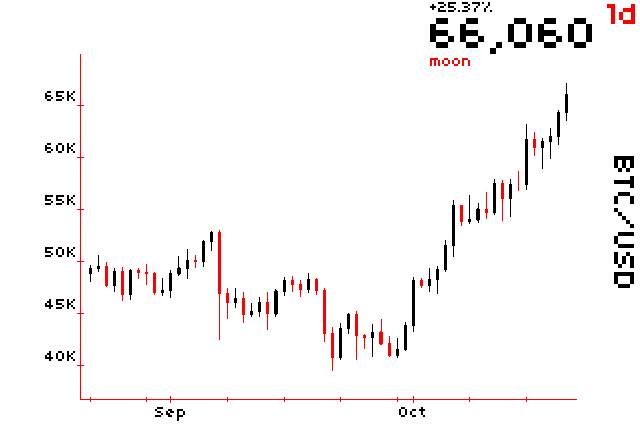 +25.37%
66,060
1d
moon
65K
60K
55K
50K
45K
40K
Sep
Oct
BTC/USD